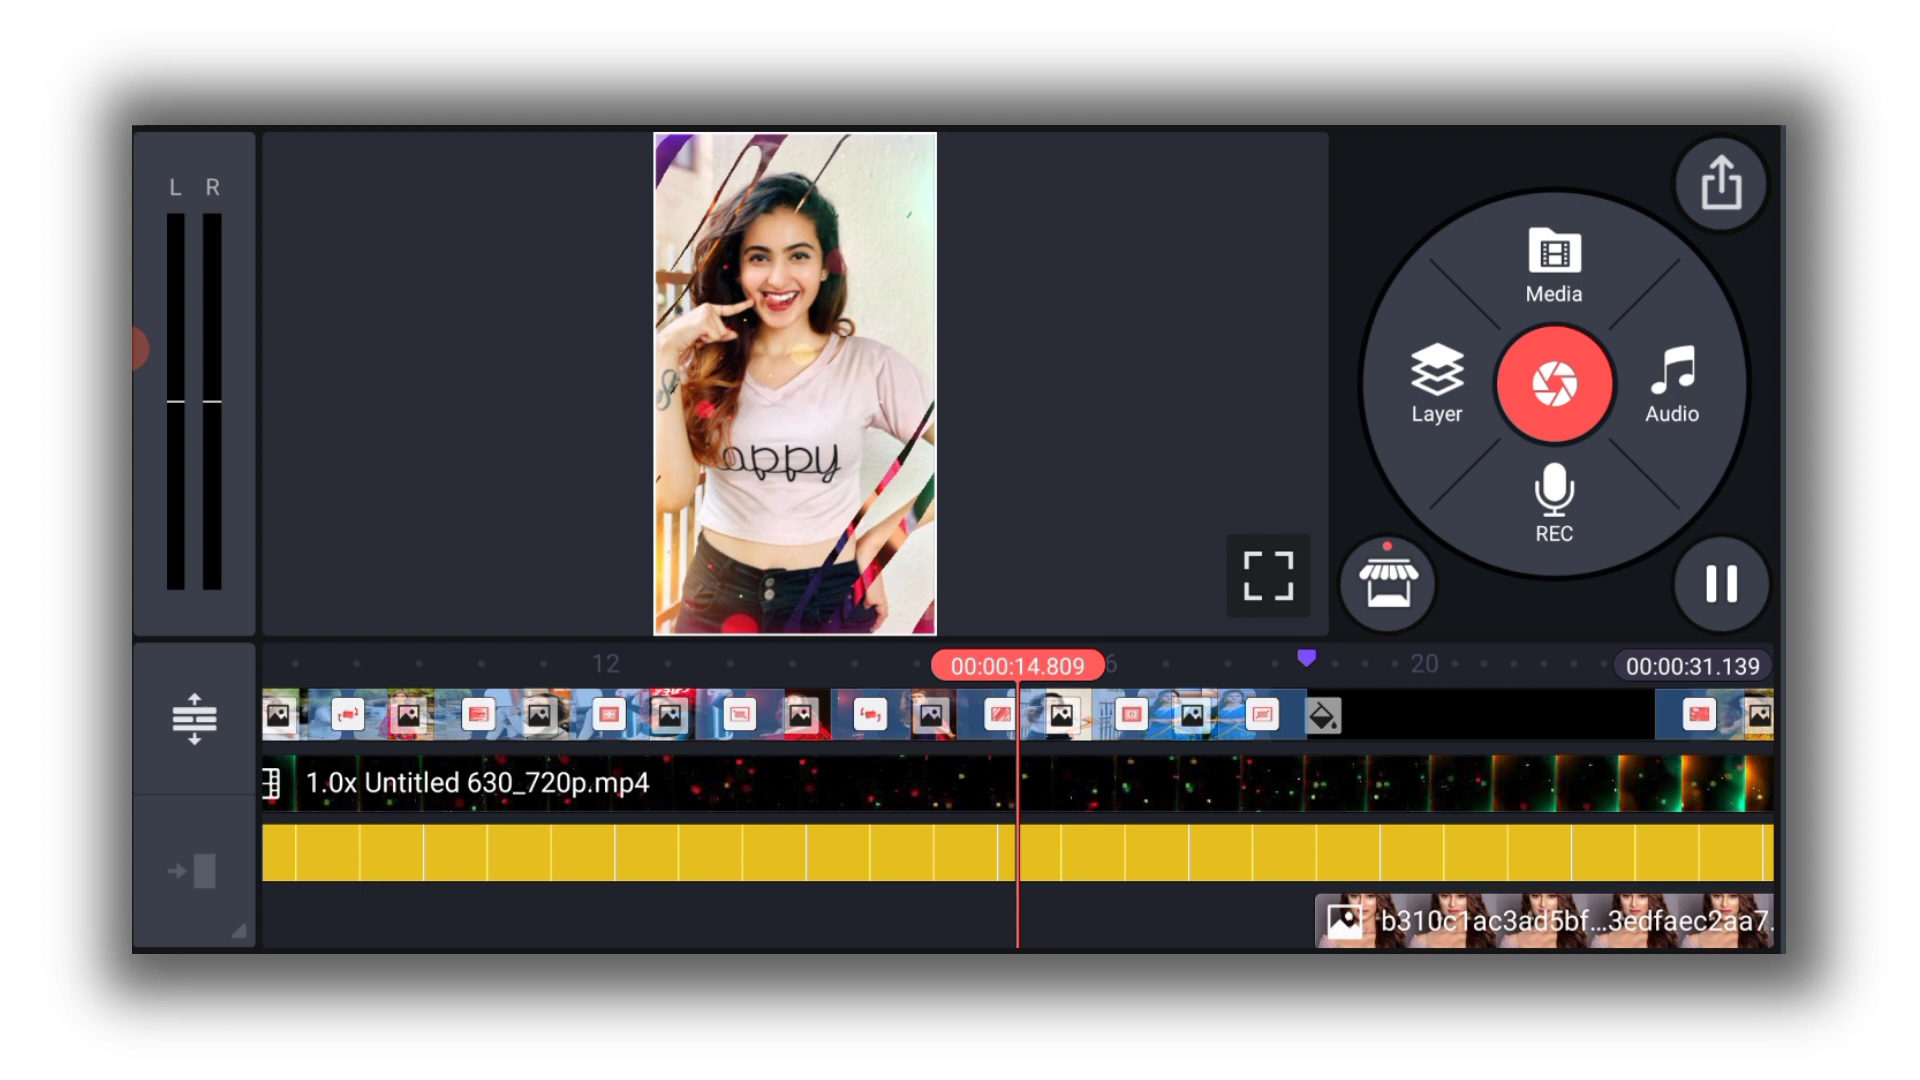 L R
Media
Layer
Audio
REC
appy
12
00:00:14.809
6
20
00:00:31.139
1.0x Untitled 630_720p.mp4
b310c1ac3ad5bf...3edfaec2aa7.